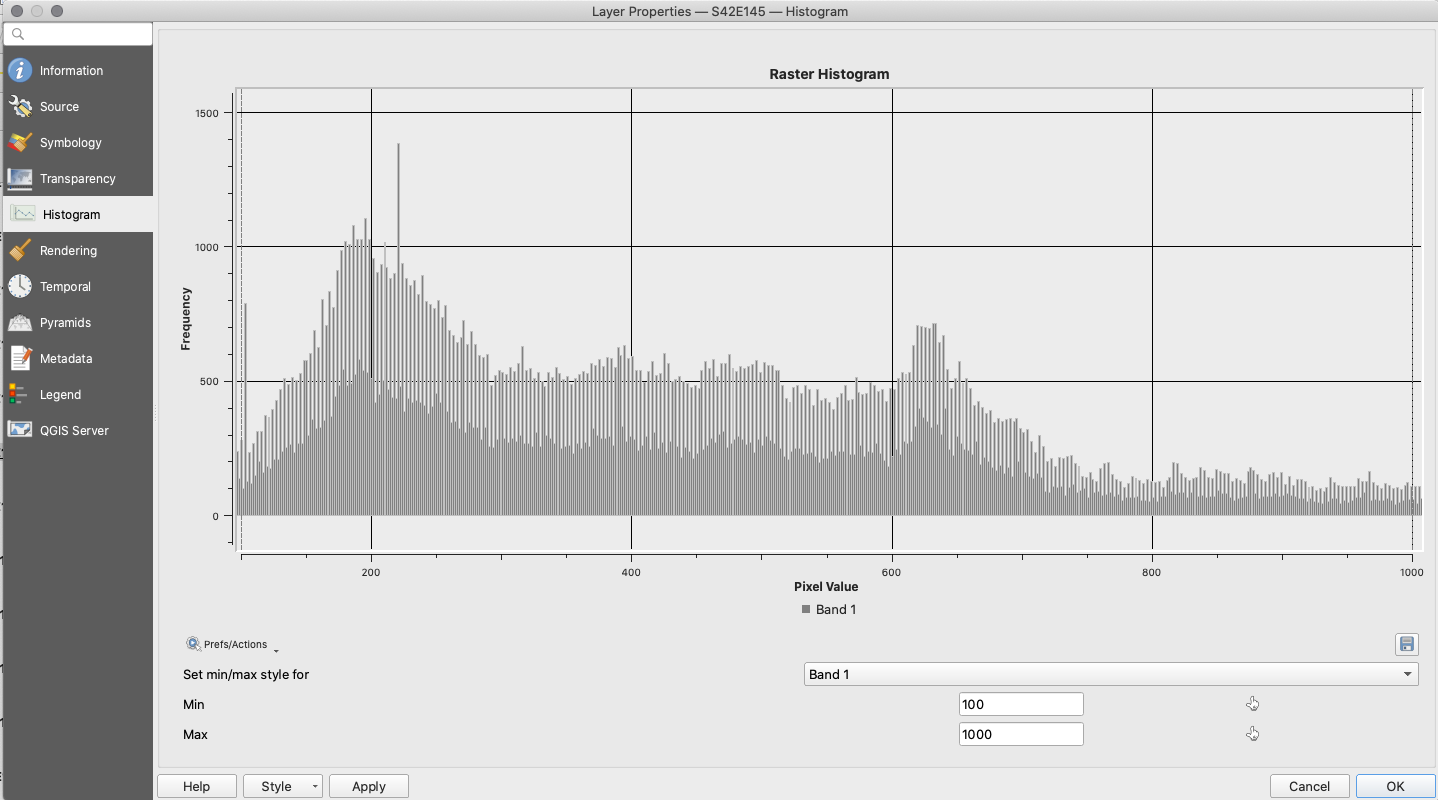 Layer Properties — S42E145 — Histogram
Information
Source
Symbology
Transparency
Histogram
Rendering
Temporal
Pyramids
Metadata
Legend
QGIS Server
Raster Histogram
1500
1000
500
0
Frequency
200 400 600 800 1000
Pixel Value
Band 1
Prefs/Actions
Set min/max style for Band 1
Min 100
Max 1000
Help Style Apply Cancel OK